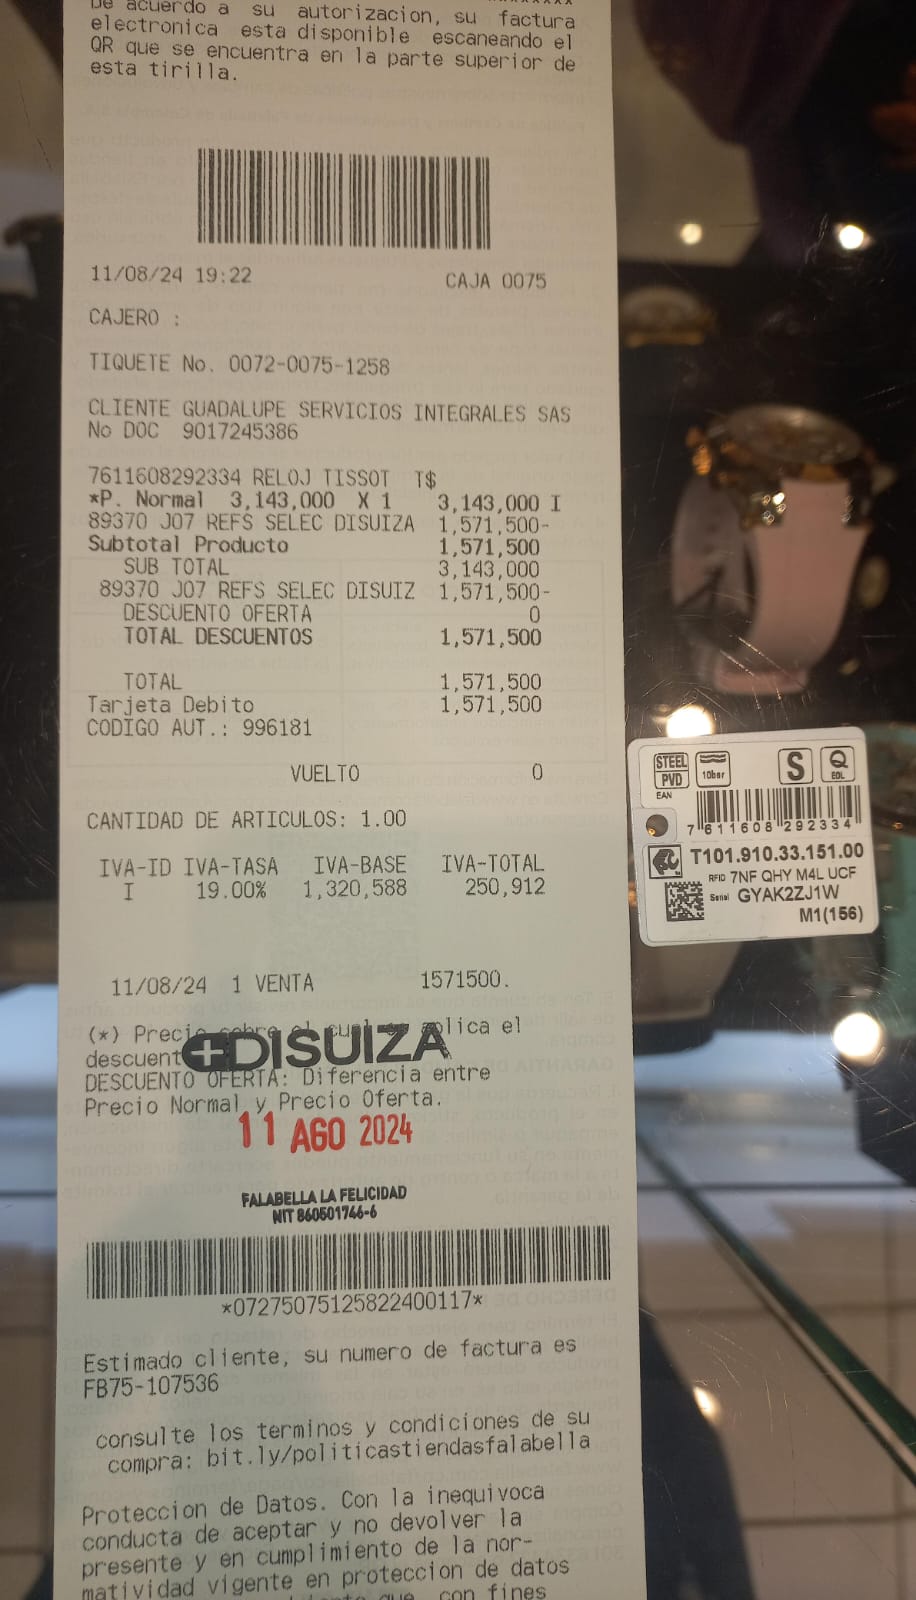 De acuerdo a su autorizacion, su factura
electronica esta disponible escaneando el
QR que se encuentra en la parte superior de
esta tirilla.
11/08/24 19:22 CAJA 0075
CAJERO :
TIQUETE No. 0072-0075-1258
CLIENTE GUADALUPE SERVICIOS INTEGRALES SAS
No DOC 9017245386
7611608292334 RELOJ TISSOT T$
*P. Normal 3,143,000 X 1 3,143,000 I
89370 J07 REFS SELEC DISUIZA 1,571,500-
Subtotal Producto 1,571,500
SUB TOTAL 3,143,000
89370 J07 REFS SELEC DISUIZ 1,571,500-
DESCUENTO OFERTA 0
TOTAL DESCUENTOS 1,571,500
TOTAL 1,571,500
Tarjeta Debito 1,571,500
CODIGO AUT.: 996181
VUELTO 0
CANTIDAD DE ARTICULOS: 1.00
IVA-ID IVA-TASA IVA-BASE IVA-TOTAL
I 19.00% 1,320,588 250,912
11/08/24 1 VENTA 1571500.
(*) Precio sobre el cual se aplica el
descuent
DISUIZA
DESCUENTO OFERTA: Diferencia entre
Precio Normal y Precio Oferta.
11 AGO 2024
FALABELLA LA FELICIDAD
NIT 860501746-6
*07275075125822400117*
Estimado cliente, su numero de factura es
FB75-107536
consulte los terminos y condiciones de su
compra: bit.ly/politicastiendasfalabella
Proteccion de Datos. Con la inequivoca
conducta de aceptar y no devolver la
presente y en cumplimiento de la nor-
matividad vigente en proteccion de datos
que con fines
STEEL
PVD
10bar
S
Q
EOL
EAN
7 611608 292334
T101.910.33.151.00
RFID 7NF QHY M4L UCF
Serial GYAK2ZJ1W
M1(156)